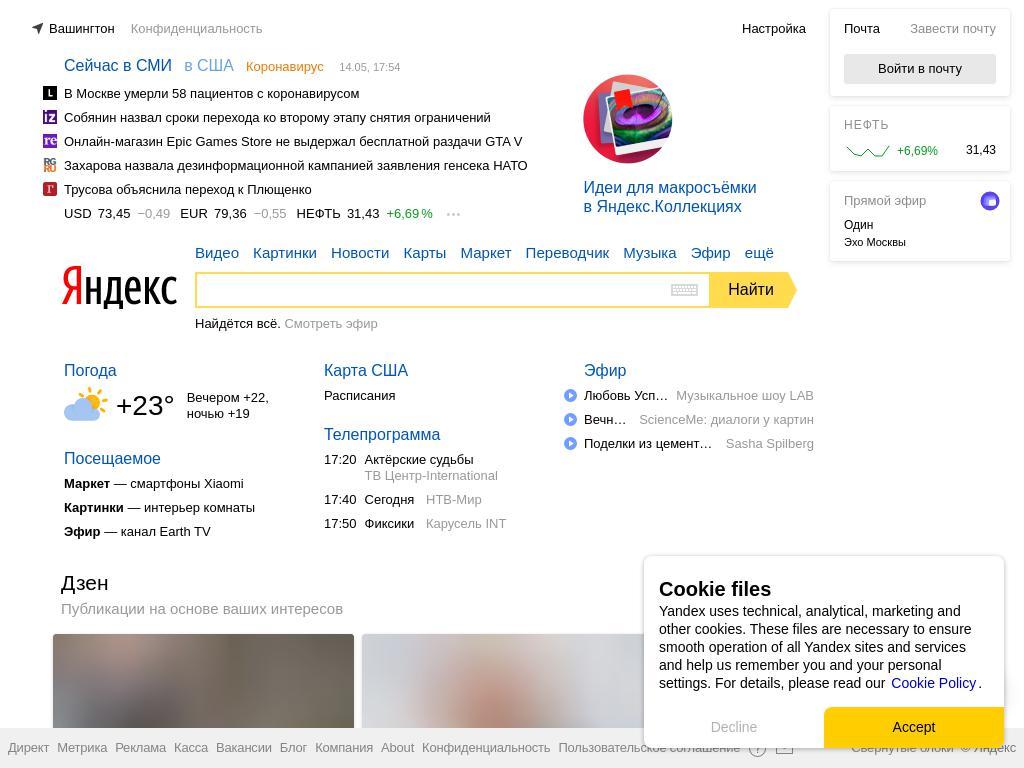 Вашингтон Конфиденциальность
Настройка
Почта Завести почту
Войти в почту
Сейчас в СМИ в США Коронавирус 14.05, 17:54
L В Москве умерли 58 пациентов с коронавирусом
iz Собянин назвал сроки перехода ко второму этапу снятия ограничений
re Онлайн-магазин Epic Games Store не выдержал бесплатной раздачи GTA V
RG RU Захарова назвала дезинформационной кампанией заявления генсека НАТО
Г Трусова объяснила переход к Плющенко
USD 73,45 −0,49 EUR 79,36 −0,55 НЕФТЬ 31,43 +6,69 %
Идеи для макросъёмки
в Яндекс.Коллекциях
НЕФТЬ
+6,69% 31,43
Прямой эфир
Один
Эхо Москвы
Видео Картинки Новости Карты Маркет Переводчик Музыка Эфир ещё
Яндекс
Найти
Найдётся всё. Смотреть эфир
Погода
+23° Вечером +22,
ночью +19
Посещаемое
Маркет — смартфоны Xiaomi
Картинки — интерьер комнаты
Эфир — канал Earth TV
Карта США
Расписания
Телепрограмма
17:20 Актёрские судьбы
ТВ Центр-International
17:40 Сегодня НТВ-Мир
17:50 Фиксики Карусель INT
Эфир
Любовь Усп… Музыкальное шоу LAB
Вечн… ScienceMe: диалоги у картин
Поделки из цемент… Sasha Spilberg
Дзен
Публикации на основе ваших интересов
Cookie files
Yandex uses technical, analytical, marketing and
other cookies. These files are necessary to ensure
smooth operation of all Yandex sites and services
and help us remember you and your personal
settings. For details, please read our Cookie Policy.
Decline Accept
Директ Метрика Реклама Касса Вакансии Блог Компания About Конфиденциальность Пользовательское соглашение ? Свернутые блоки © Яндекс